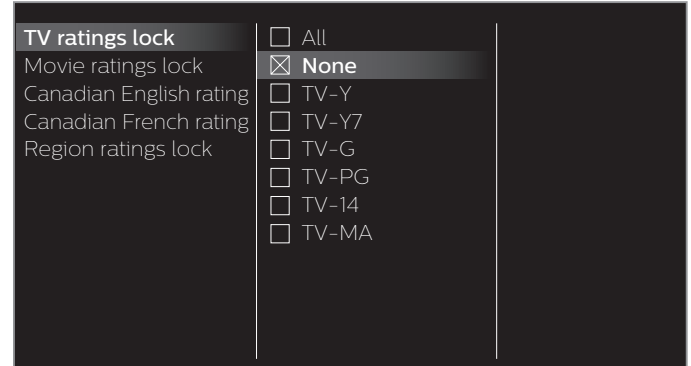 TV ratings lock
Movie ratings lock
Canadian English rating
Canadian French rating
Region ratings lock
All
None
TV-Y
TV-Y7
TV-G
TV-PG
TV-14
TV-MA